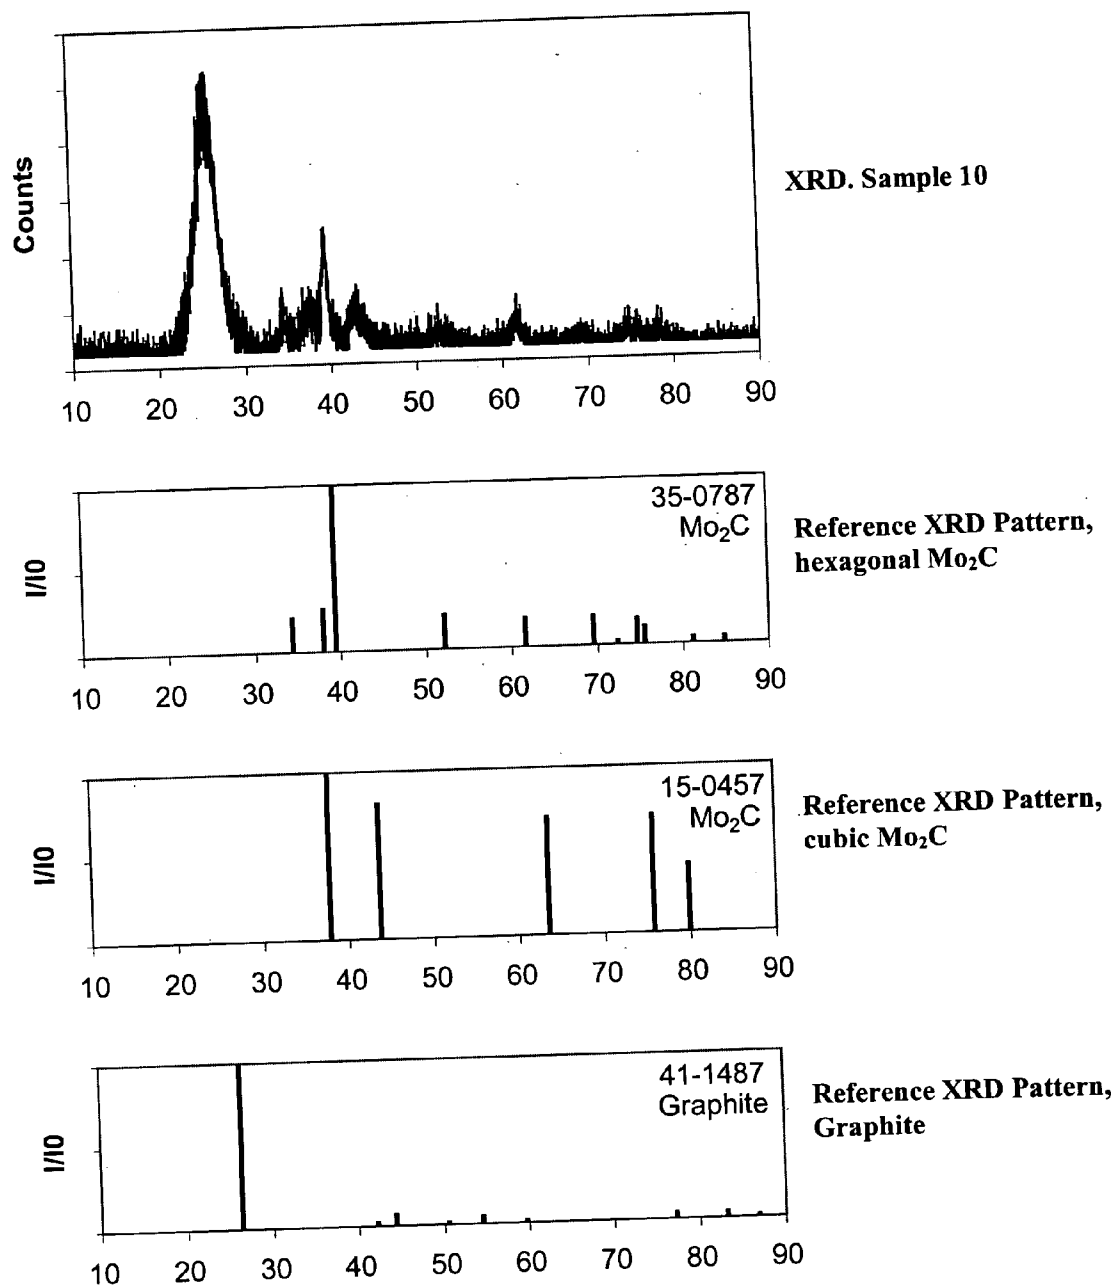 Counts
XRD. Sample 10
10 20 30 40 50 60 70 80 90
I/I0
35-0787
Mo₂C
Reference XRD Pattern,
hexagonal Mo₂C
10 20 30 40 50 60 70 80 90
I/I0
15-0457
Mo₂C
Reference XRD Pattern,
cubic Mo₂C
10 20 30 40 50 60 70 80 90
I/I0
41-1487
Graphite
Reference XRD Pattern,
Graphite
10 20 30 40 50 60 70 80 90